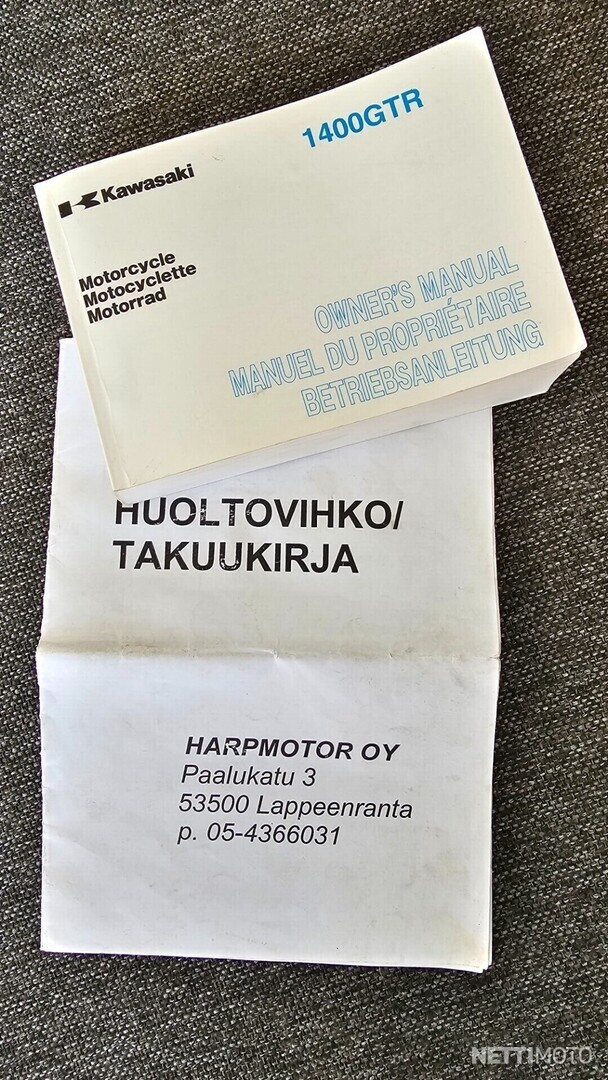 1400GTR
Kawasaki
Motorcycle
Motocyclette
Motorrad
OWNER'S MANUAL
MANUEL DU PROPRIÉTAIRE
BETRIEBSANLEITUNG
HUOLTOVIHKO/
TAKUUKIRJA
HARPMOTOR OY
Paalukatu 3
53500 Lappeenranta
p. 05-4366031
NETTIMOTO